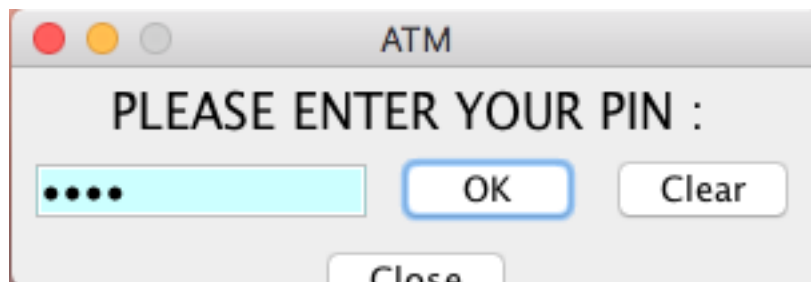 ATM
PLEASE ENTER YOUR PIN :
•••• OK Clear
Close